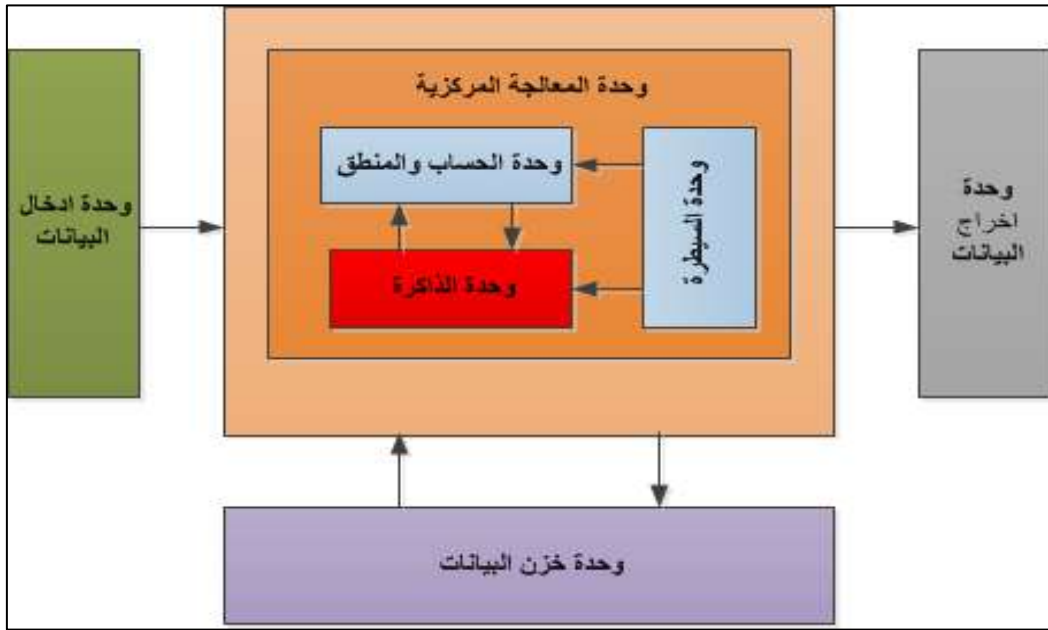 وحدة المعالجة المركزية
وحدة الحساب والمنطق
وحدة السيطرة
وحدة الذاكرة
وحدة ادخال
البيانات
وحدة
اخراج
البيانات
وحدة خزن البيانات